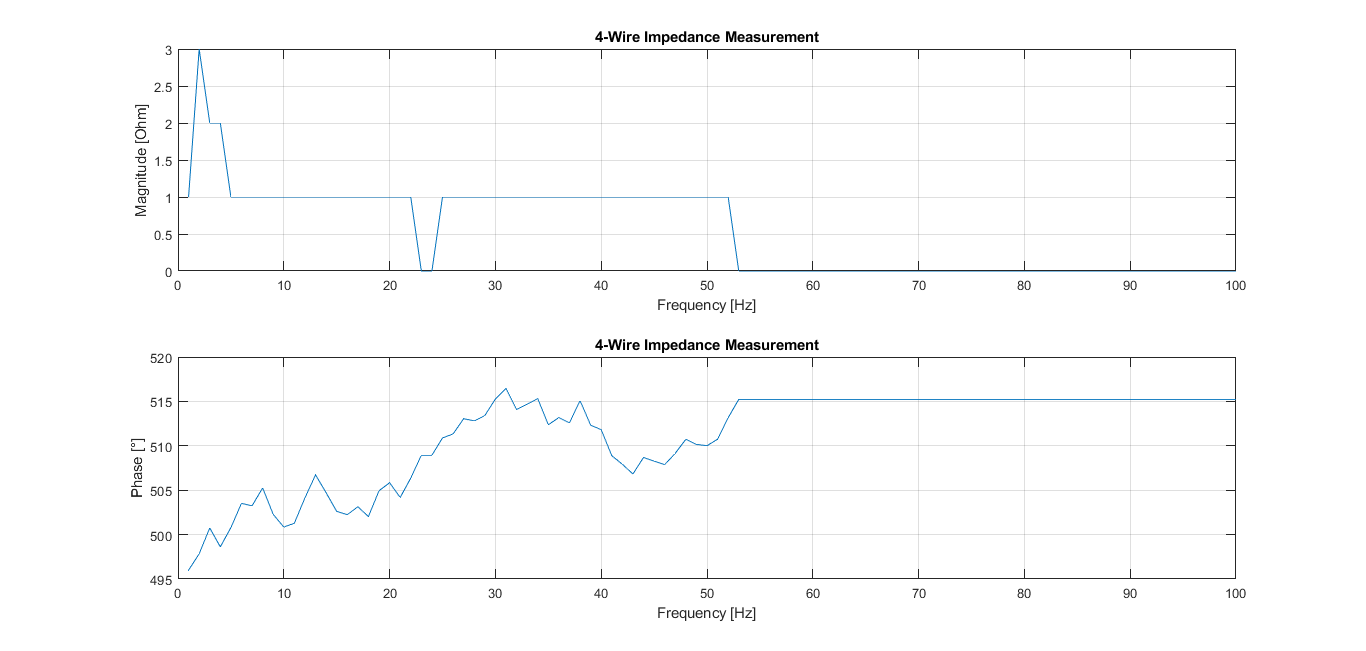 4-Wire Impedance Measurement
Magnitude [Ohm]
3
2.5
2
1.5
1
0.5
0
0 10 20 30 40 50 60 70 80 90 100
Frequency [Hz]
4-Wire Impedance Measurement
Phase [°]
520
515
510
505
500
495
0 10 20 30 40 50 60 70 80 90 100
Frequency [Hz]